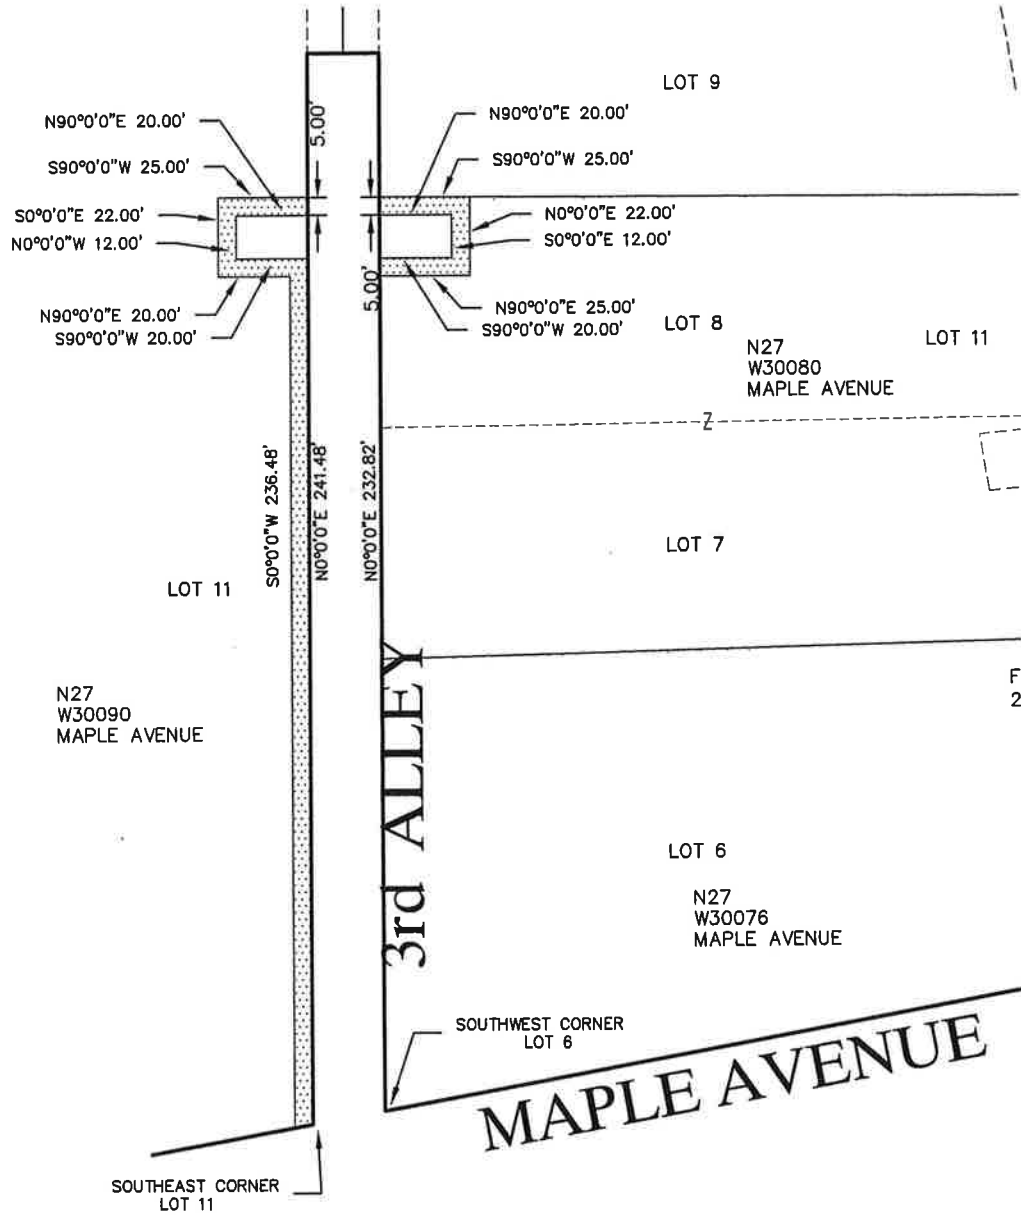 LOT 9
N90°0'0"E 20.00'
5.00'
N90°0'0"E 20.00'
S90°0'0"W 25.00'
S90°0'0"W 25.00'
S0°0'0"E 22.00'
N0°0'0"E 22.00'
N0°0'0"W 12.00'
S0°0'0"E 12.00'
5.00'
N90°0'0"E 20.00'
N90°0'0"E 25.00'
S90°0'0"W 20.00'
S90°0'0"W 20.00'
LOT 8
LOT 11
N27
W30080
MAPLE AVENUE
Z
S0°0'0"W 236.48'
N0°0'0"E 241.48'
N0°0'0"E 232.82'
LOT 7
LOT 11
N27
W30090
MAPLE AVENUE
F
2
3rd ALLEY
LOT 6
N27
W30076
MAPLE AVENUE
SOUTHWEST CORNER
LOT 6
MAPLE AVENUE
SOUTHEAST CORNER
LOT 11